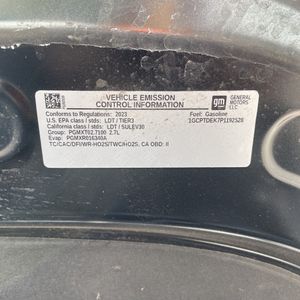 VEHICLE EMISSION
CONTROL INFORMATION
gm
GENERAL
MOTORS LLC
Conforms to Regulations: 2023
U.S. EPA class / stds: LDT / TIER3
California class / stds: LDT / SULEV30
Group: PGMXT02.7100 2.7L
Evap: PGMXR0163
TC/CAC/DFI/WR-HO2S/TWC/HO2S, CA OBD: II
Fuel: Gasoline
1GCPTDEK7P1192528